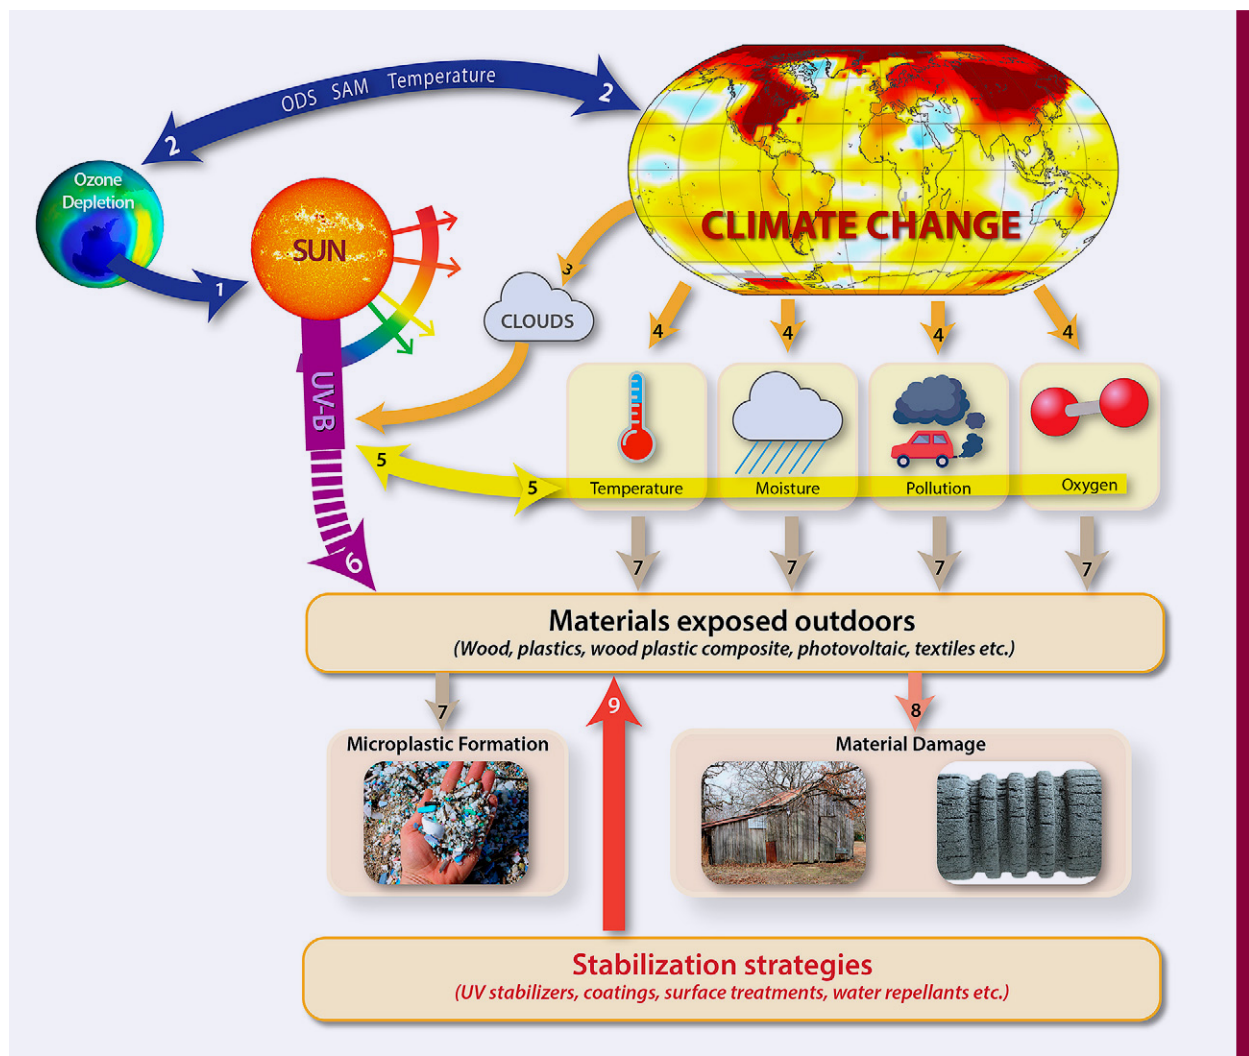 ODS SAM Temperature
2
2
Ozone
Depletion
1
SUN
UV-B
CLIMATE CHANGE
3
CLOUDS
4
4
4
4
5
5
Temperature
Moisture
Pollution
Oxygen
6
7
7
7
7
Materials exposed outdoors
(Wood, plastics, wood plastic composite, photovoltaic, textiles etc.)
7
9
8
Microplastic Formation
Material Damage
Stabilization strategies
(UV stabilizers, coatings, surface treatments, water repellants etc.)